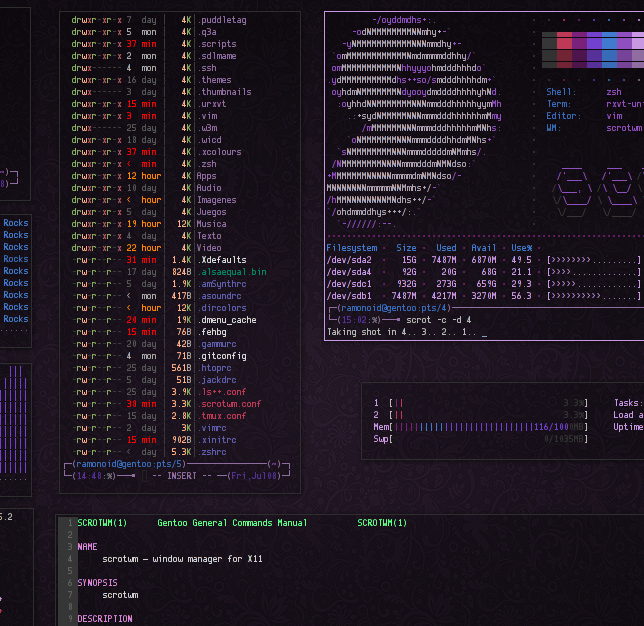 drwxr-xr-x 7 day 4K .puddletag
drwxr-xr-x 5 mon 4K .q3a
drwxr-xr-x 37 min 4K .scripts
drwxr-xr-x 2 mon 4K .sdlmame
drwx------ 4 mon 4K .ssh
drwxr-xr-x 16 day 4K .themes
drwx------ 3 day 4K .thumbnails
drwxr-xr-x 15 min 4K .urxvt
drwxr-xr-x 3 min 4K .vim
drwx------ 25 day 4K .w3m
drwxr-xr-x 10 day 4K .wicd
drwxr-xr-x 37 min 4K .xcolours
drwxr-xr-x < min 4K .zsh
drwxr-xr-x 12 hour 4K Apps
drwxr-xr-x 10 day 4K Audio
drwxr-xr-x < hour 4K Imagenes
drwxr-xr-x 5 day 4K Juegos
drwxr-xr-x 19 hour 12K Musica
drwxr-xr-x 4 day 4K Texto
drwxr-xr-x 22 hour 4K Video
-rw-r--r-- 31 min 1.4K .Xdefaults
-rw-r--r-- 17 day 824B .alsaequal.bin
-rw-r--r-- 5 day 1.9K .amSynthrc
-rw-r--r-- < mon 417B .asoundrc
-rw-r--r-- < hour 12K .dircolors
-rw-r--r-- 20 min 19K .dmenu_cache
-rw-r--r-- 15 min 76B .fehbg
-rw-r--r-- 20 day 42B .gammurc
-rw-r--r-- 4 mon 71B .gitconfig
-rw-r--r-- 25 day 561B .htoprc
-rw-r--r-- 5 day 51B .jackdrc
-rw-r--r-- 25 day 3.9K .ls++.conf
-rw-r--r-- 38 min 3.3K .scrotwm.conf
-rw-r--r-- 15 min 2.0K .tmux.conf
-rw-r--r-- 2 day 3K .vimrc
-rw-r--r-- 15 min 902B .xinitrc
-rw-r--r-- < day 5.3K .zshrc
(ramonoid@gentoo:pts/5) (~)
(14:48:%) -- INSERT -- (Fri,Jul08)
Rocks
Rocks
Rocks
Rocks
Rocks
Rocks
Rocks
Rocks
Rocks
5.2
Shell: zsh
Term: rxvt-uni
Editor: vim
WM: scrotwm
Filesystem · Size · Used · Avail · Use% ·
/dev/sda2 · 15G · 7487M · 6870M · 49.5 · [>>>>>>>>.........]
/dev/sda4 · 92G · 20G · 68G · 21.1 · [>>>>.............]
/dev/sdc1 · 932G · 273G · 659G · 29.3 · [>>>>>............]
/dev/sdb1 · 7487M · 4217M · 3270M · 56.3 · [>>>>>>>>>>.......]
(ramonoid@gentoo:pts/4)
(15:02:%) scrot -c -d 4
Taking shot in 4.. 3.. 2.. 1.. _
1 [|| 3.3%] Tasks:
2 [|| 3.3%] Load a
Mem[||||||||||||||||||||||||||||116/1000MB] Uptime
Swp[ 0/1035MB]
1 SCROTWM(1) Gentoo General Commands Manual SCROTWM(1)
2
3 NAME
4 scrotwm – window manager for X11
5
6 SYNOPSIS
7 scrotwm
8
9 DESCRIPTION